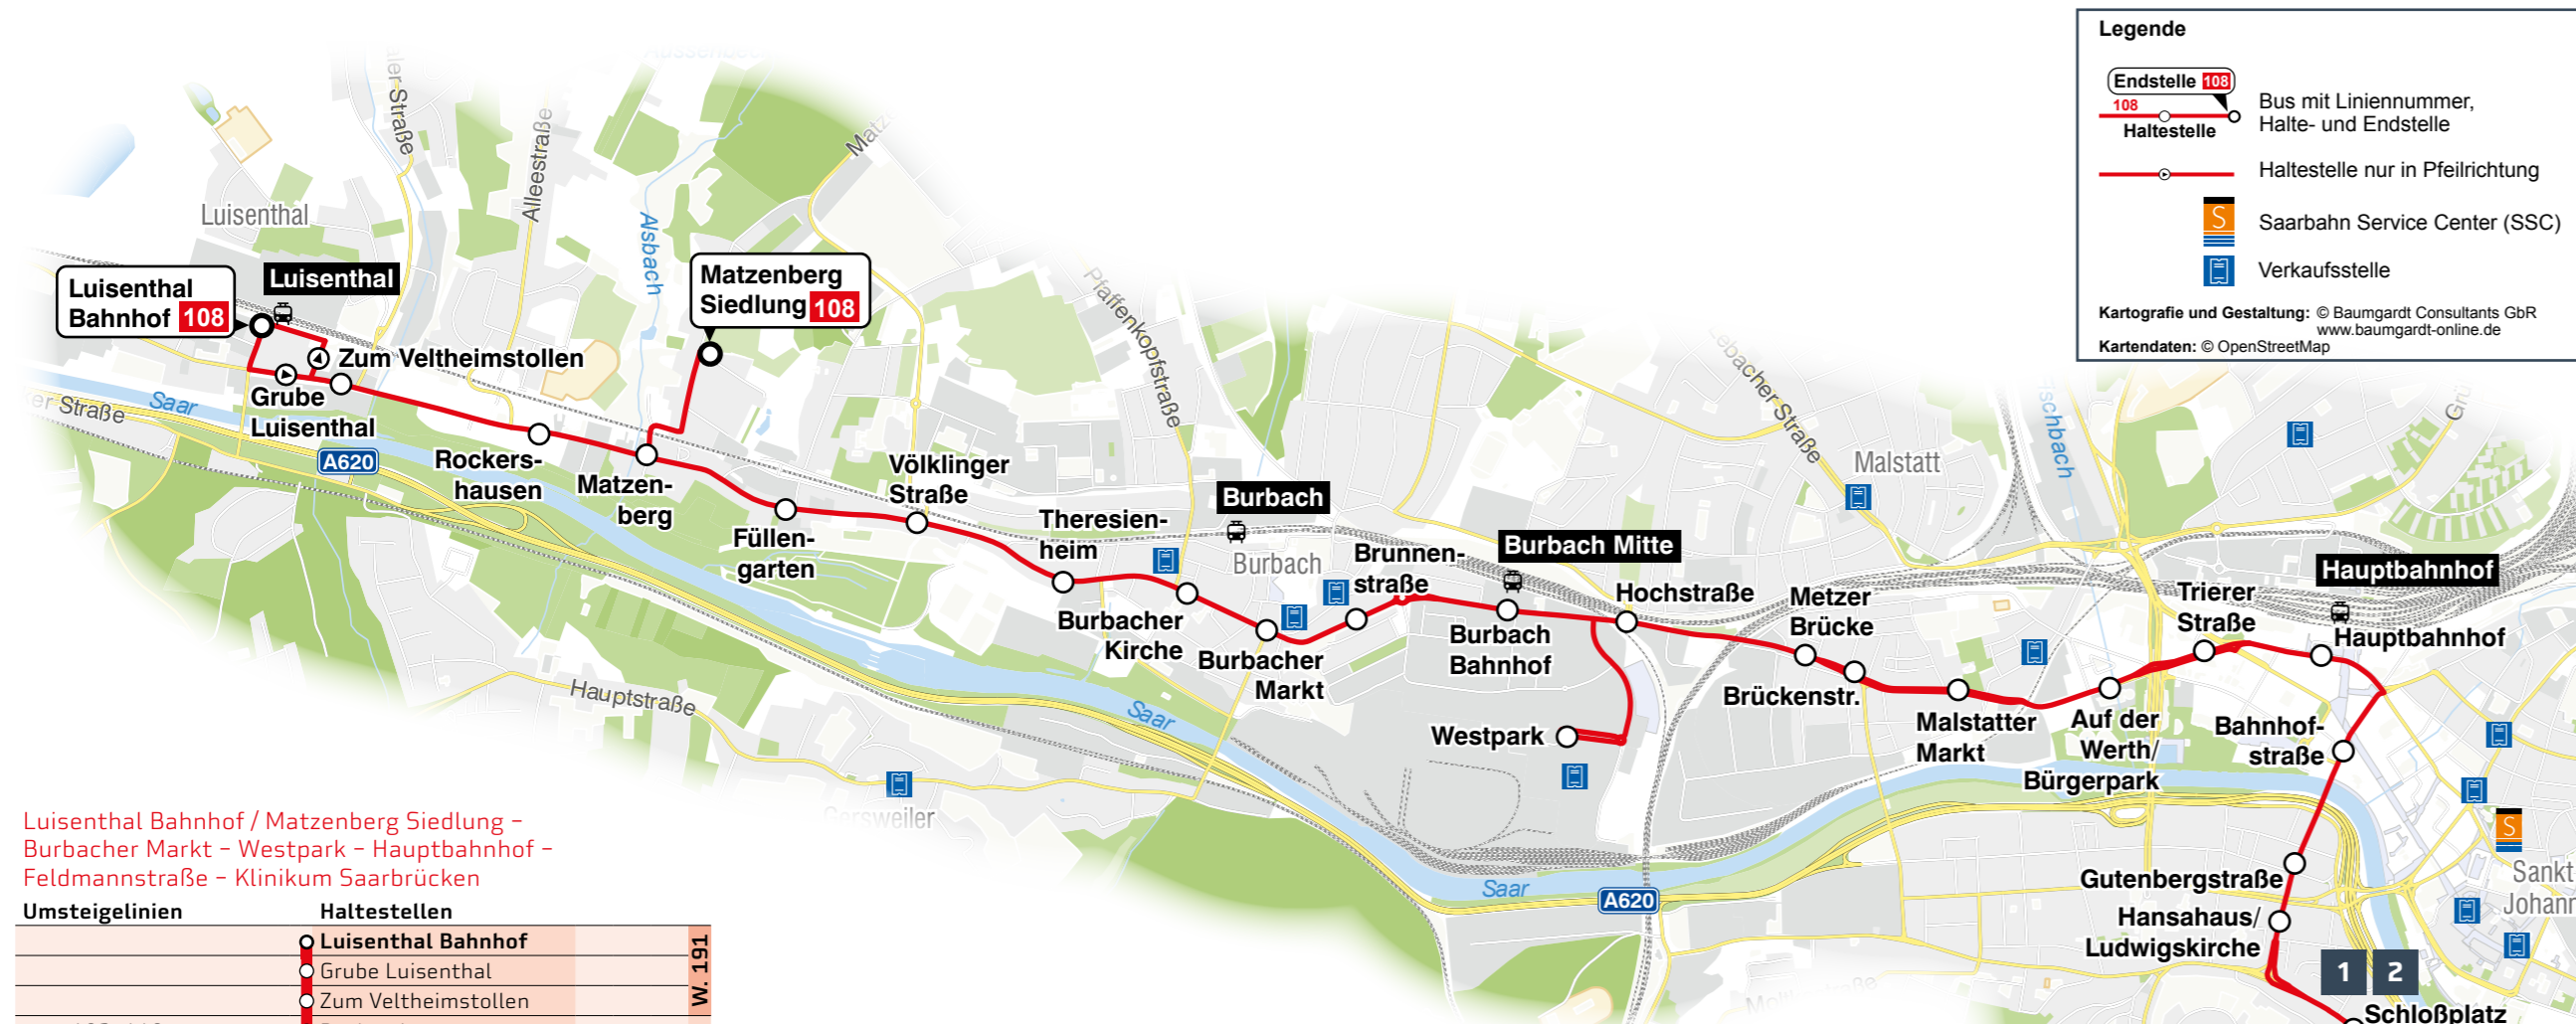 Legende
Endstelle 108
108
Haltestelle
Bus mit Liniennummer,
Halte- und Endstelle
Haltestelle nur in Pfeilrichtung
S
Saarbahn Service Center (SSC)
Verkaufsstelle
Kartografie und Gestaltung: © Baumgardt Consultants GbR
www.baumgardt-online.de
Kartendaten: © OpenStreetMap
Alleestraße
Alsbach
Luisenthal
Luisenthal
Bahnhof 108
Luisenthal
Matzenberg
Siedlung 108
Zum Veltheimstollen
Grube
Luisenthal
Saar
Straße
A620
Rockers-
hausen
Matzen-
berg
Füllen-
garten
Völklinger
Straße
Theresien-
heim
Pfaffenkopfstraße
Burbach
Burbach
Burbacher
Kirche
Burbacher
Markt
Brunnen-
straße
Burbach Mitte
Burbach
Bahnhof
Hochstraße
Westpark
Metzer
Brücke
Brückenstr.
Malstatt
Malstatter
Markt
Auf der
Werth/
Bürgerpark
Trierer
Straße
Hauptbahnhof
Hauptbahnhof
Bahnhof-
straße
Gutenbergstraße
Hansahaus/
Ludwigskirche
1 2
Schloßplatz
S
Sankt
Johann
Hauptstraße
Saar
Gersweiler
Saar
A620
Luisenthal Bahnhof / Matzenberg Siedlung –
Burbacher Markt – Westpark – Hauptbahnhof –
Feldmannstraße – Klinikum Saarbrücken
Umsteigelinien Haltestellen
Luisenthal Bahnhof
Grube Luisenthal
Zum Veltheimstollen
W. 191